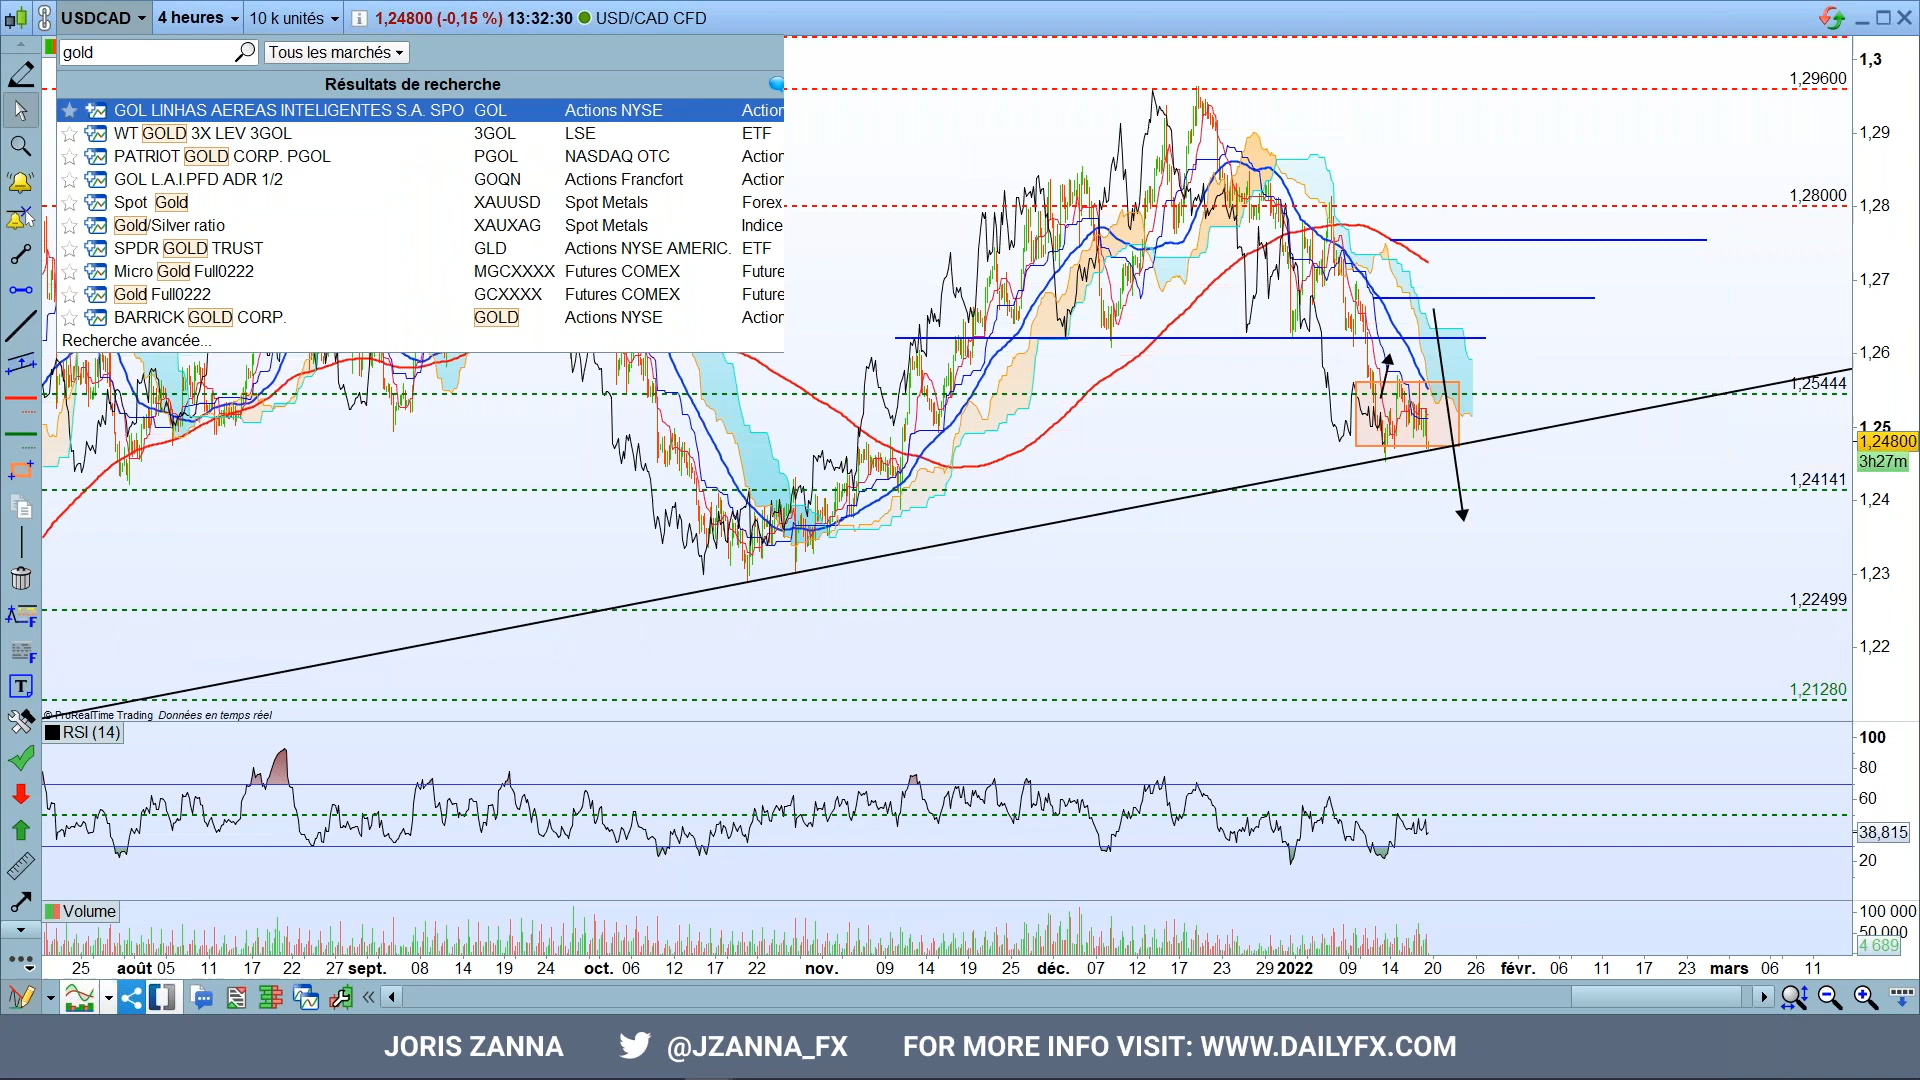 USDCAD 4 heures 10 k unités 1,24800 (-0,15 %) 13:32:30 USD/CAD CFD
gold Tous les marchés
Résultats de recherche
GOL LINHAS AEREAS INTELIGENTES S.A. SPO GOL Actions NYSE Action
WT GOLD 3X LEV 3GOL 3GOL LSE ETF
PATRIOT GOLD CORP. PGOL PGOL NASDAQ OTC Action
GOL L.A.I.PFD ADR 1/2 GOQN Actions Francfort Action
Spot Gold XAUUSD Spot Metals Forex
Gold/Silver ratio XAUXAG Spot Metals Indice
SPDR GOLD TRUST GLD Actions NYSE AMERIC. ETF
Micro Gold Full0222 MGCXXXX Futures COMEX Future
Gold Full0222 GCXXXX Futures COMEX Future
BARRICK GOLD CORP. GOLD Actions NYSE Action
Recherche avancée...
1,3
1,29600
1,29
1,28000
1,28
1,27
1,26
1,25444
1,25
1,24800
3h27m
1,24141
1,24
1,23
1,22499
1,22
1,21280
© ProRealTime Trading Données en temps réel
RSI (14)
100
80
60
38,815
20
Volume
100 000
50 000
4 689
25 août 05 11 17 22 27 sept. 08 14 19 24 oct. 06 12 17 22 nov. 09 14 19 25 déc. 07 12 17 23 29 2022 09 14 20 26 févr. 06 11 17 23 mars 06 11
JORIS ZANNA @JZANNA_FX FOR MORE INFO VISIT: WWW.DAILYFX.COM